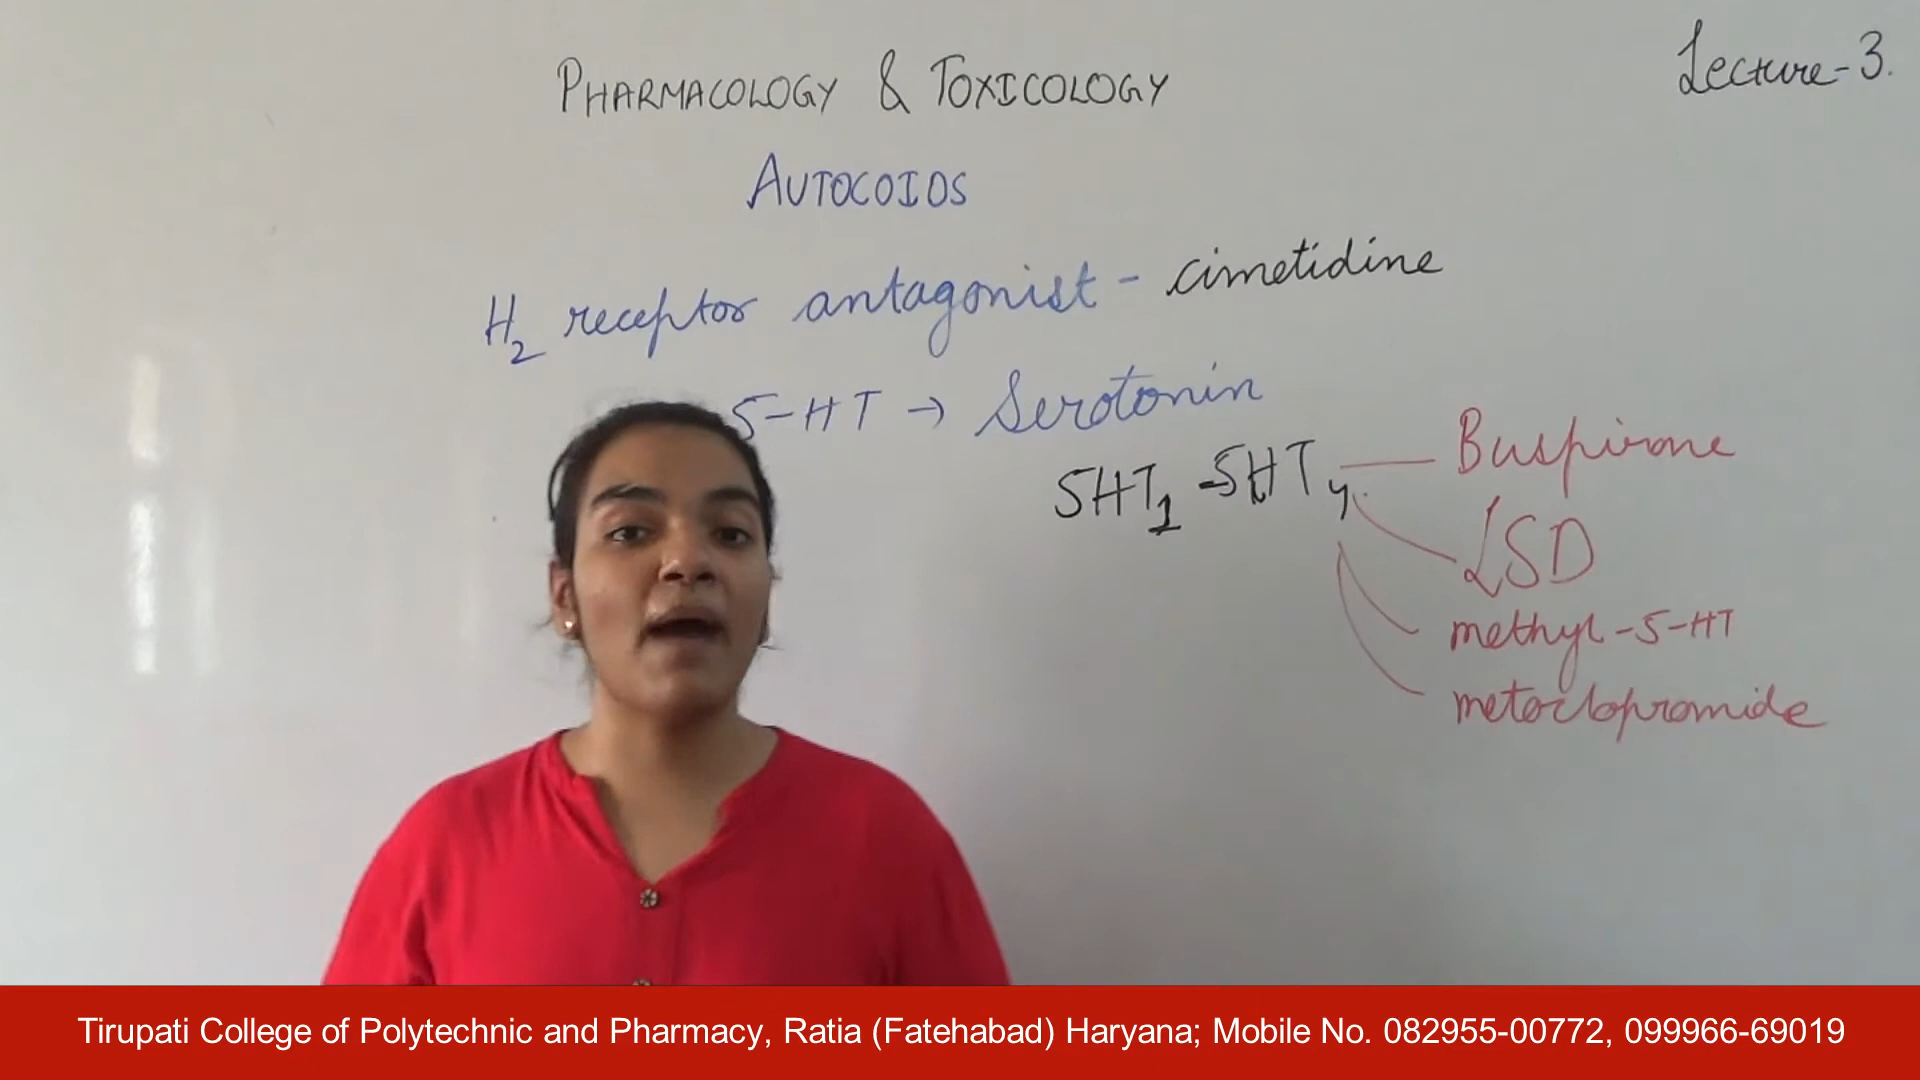 Lecture-3.
PHARMACOLOGY & TOXICOLOGY
AUTOCOIDS
H2 receptor antagonist - cimetidine
5-HT → Serotonin
5HT1 - 5HT4
Buspirone
LSD
methyl-5-HT
metoclopromide
Tirupati College of Polytechnic and Pharmacy, Ratia (Fatehabad) Haryana; Mobile No. 082955-00772, 099966-69019